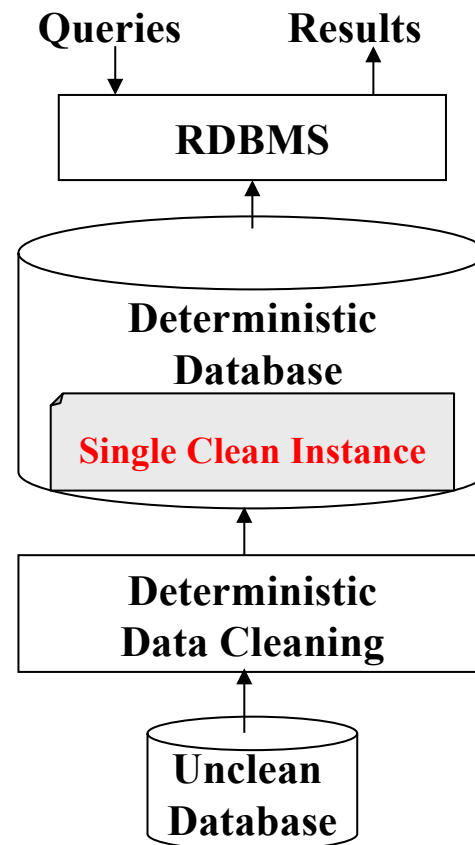 Queries Results
RDBMS
Deterministic
Database
Single Clean Instance
Deterministic
Data Cleaning
Unclean
Database